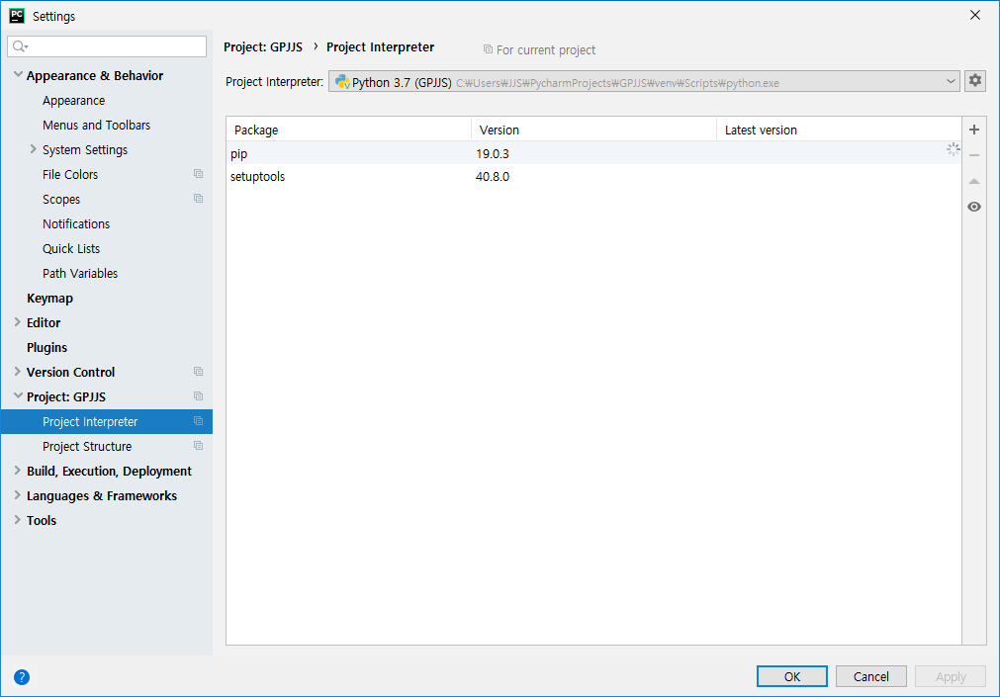 PC Settings
Appearance & Behavior
Appearance
Menus and Toolbars
System Settings
File Colors
Scopes
Notifications
Quick Lists
Path Variables
Keymap
Editor
Plugins
Version Control
Project: GPJJS
Project Interpreter
Project Structure
Build, Execution, Deployment
Languages & Frameworks
Tools
Project: GPJJS › Project Interpreter For current project
Project Interpreter: Python 3.7 (GPJJS) C:₩Users₩JJS₩PycharmProjects₩GPJJS₩venv₩Scripts₩python.exe
Package Version Latest version
pip 19.0.3
setuptools 40.8.0
? OK Cancel Apply